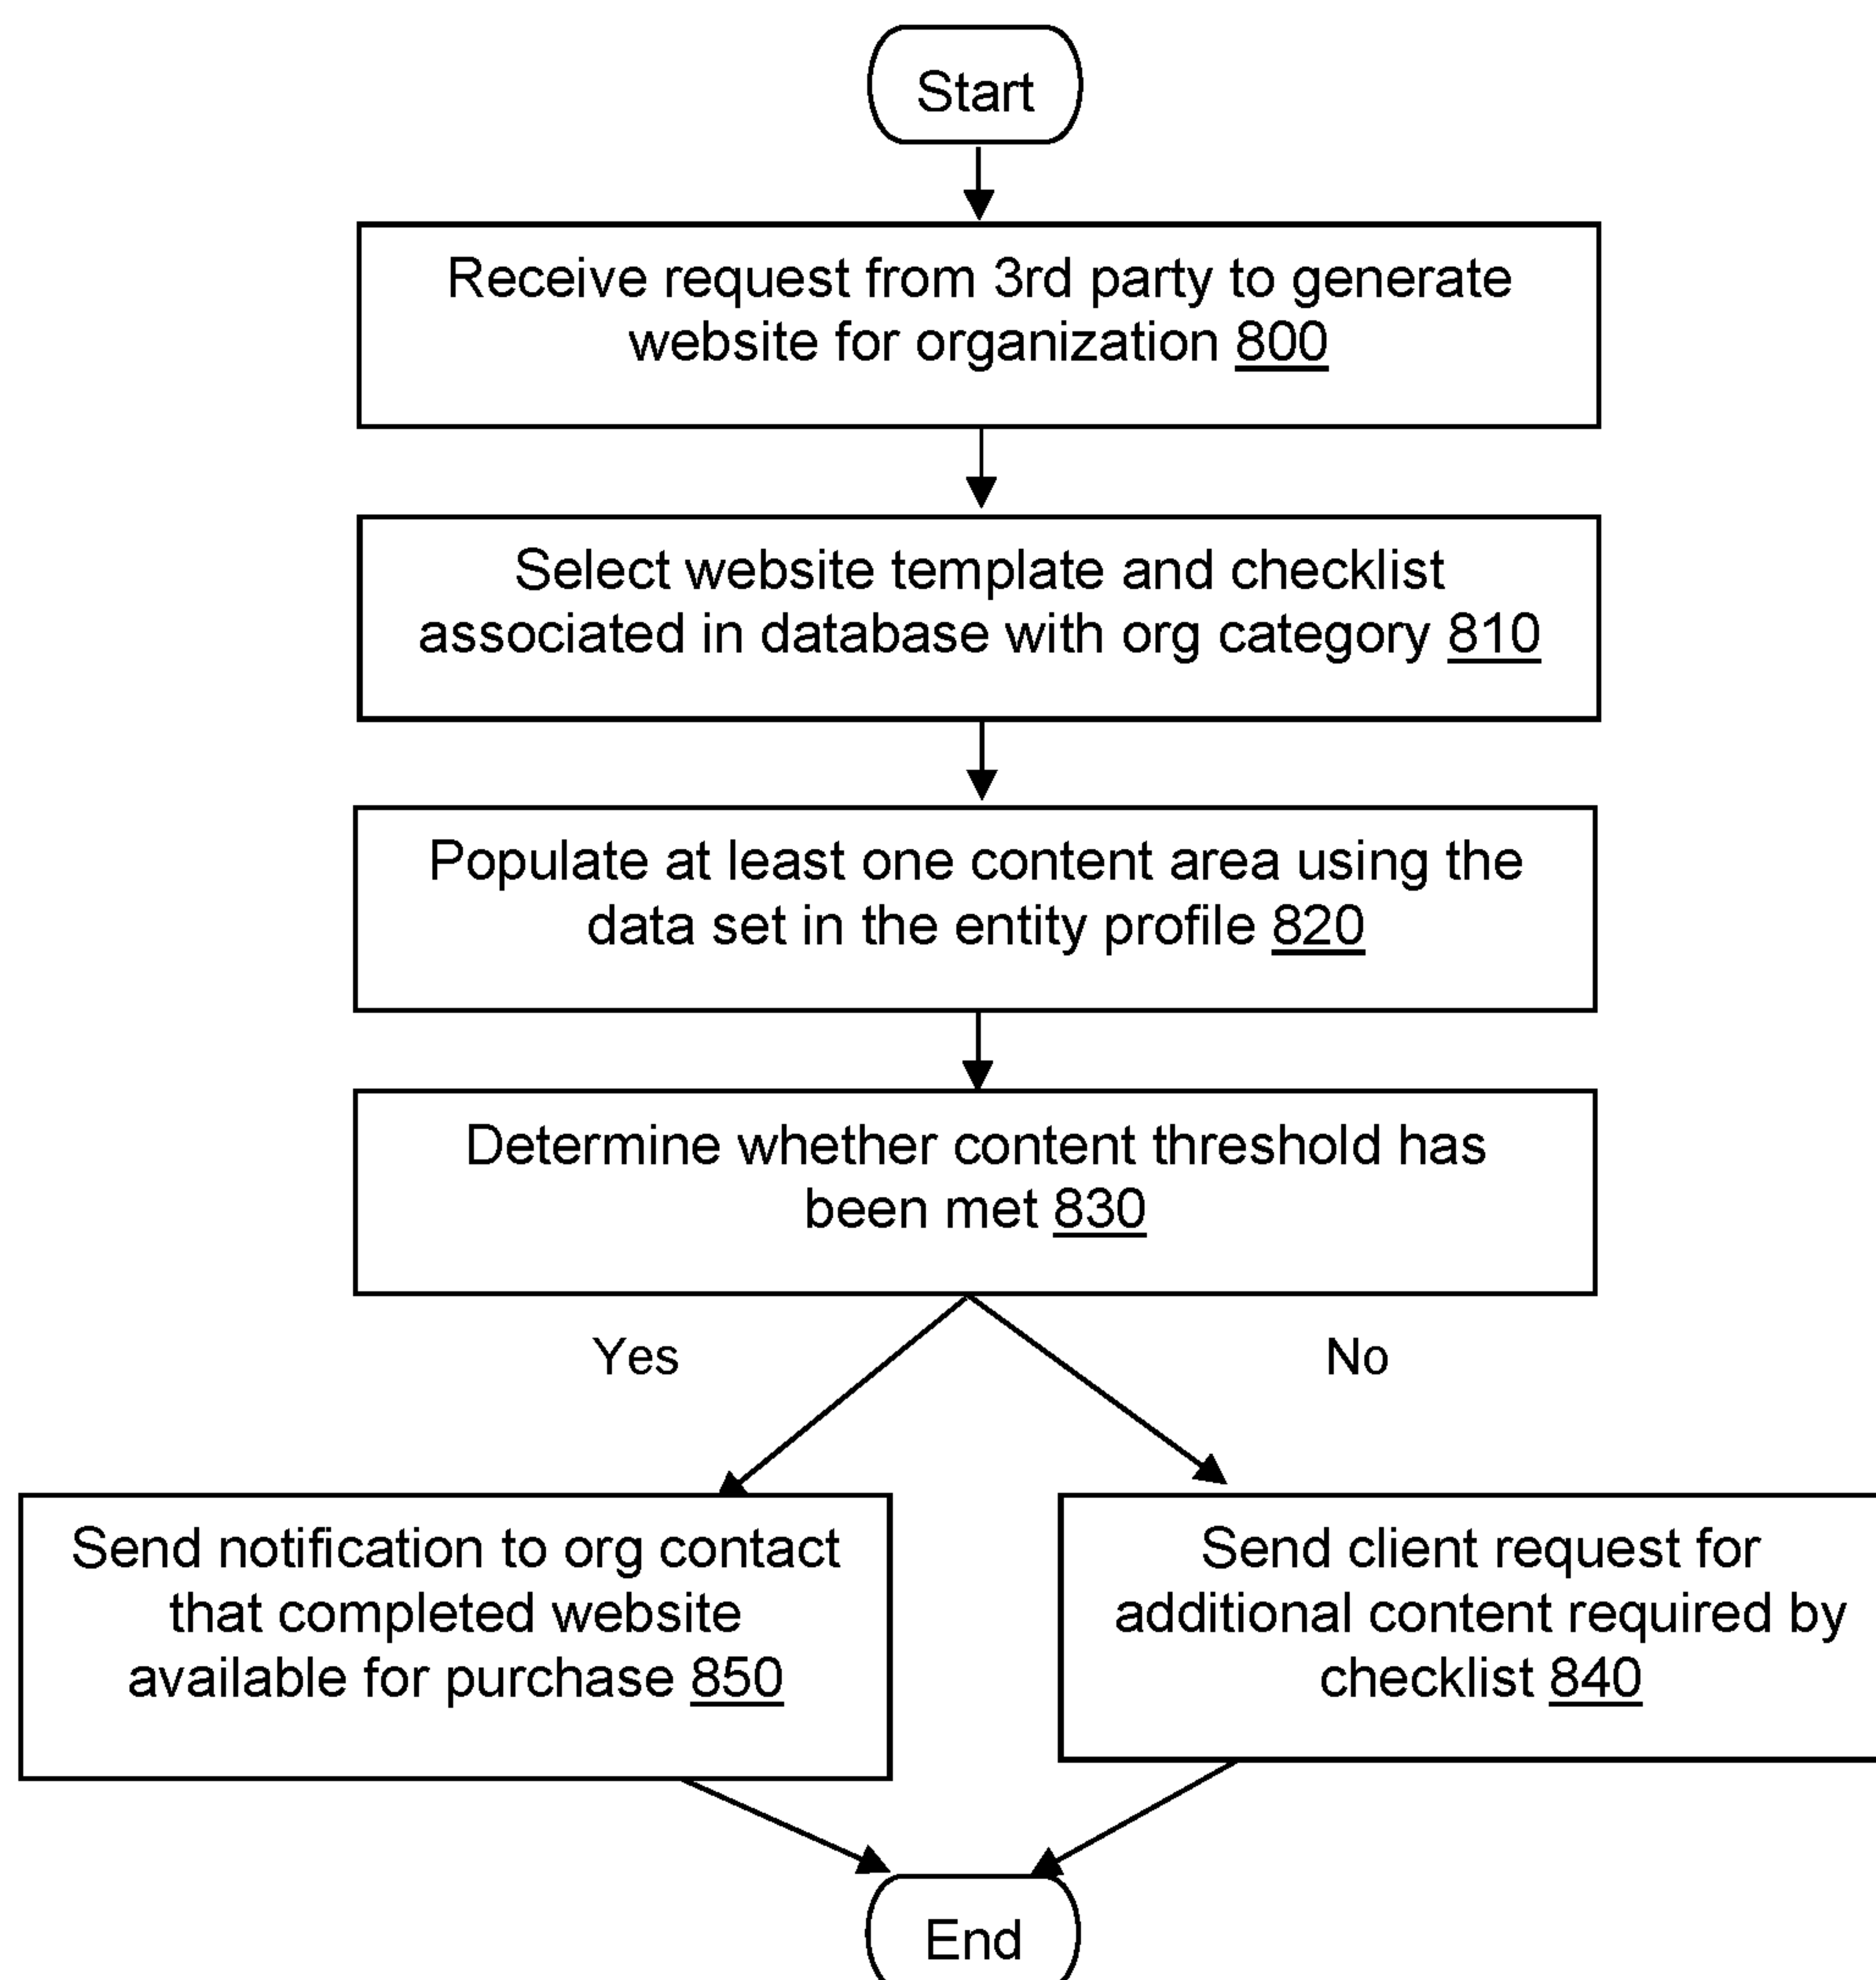 Start
Receive request from 3rd party to generate
website for organization 800
Select website template and checklist
associated in database with org category 810
Populate at least one content area using the
data set in the entity profile 820
Determine whether content threshold has
been met 830
Yes
No
Send notification to org contact
that completed website
available for purchase 850
Send client request for
additional content required by
checklist 840
End